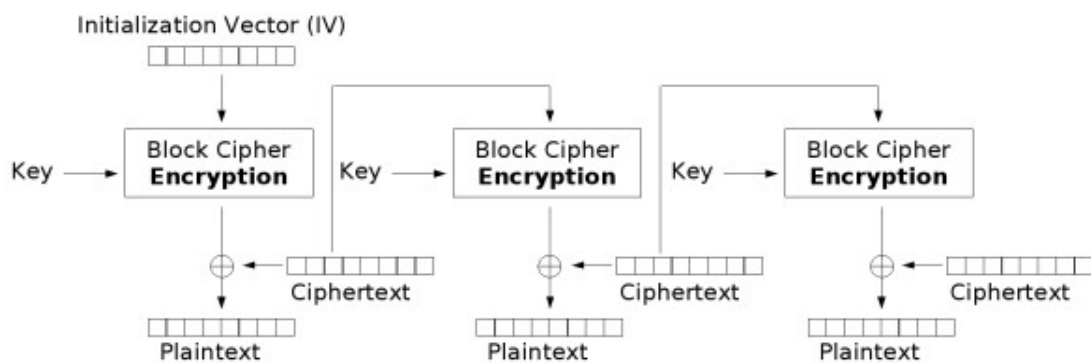 Initialization Vector (IV)
Key
Block Cipher
Encryption
Key
Block Cipher
Encryption
Key
Block Cipher
Encryption
Ciphertext
Ciphertext
Ciphertext
Plaintext
Plaintext
Plaintext